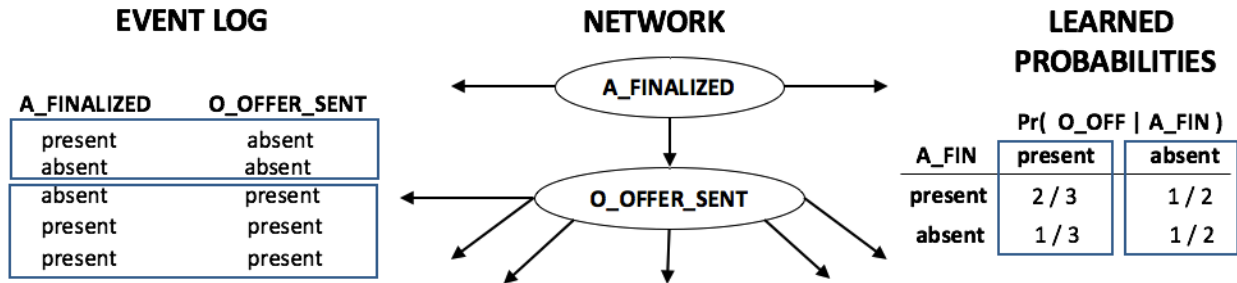 EVENT LOG
A_FINALIZED O_OFFER_SENT
present absent
absent absent
absent present
present present
present present
NETWORK
A_FINALIZED
O_OFFER_SENT
LEARNED
PROBABILITIES
Pr( O_OFF | A_FIN )
A_FIN present absent
present 2 / 3 1 / 2
absent 1 / 3 1 / 2